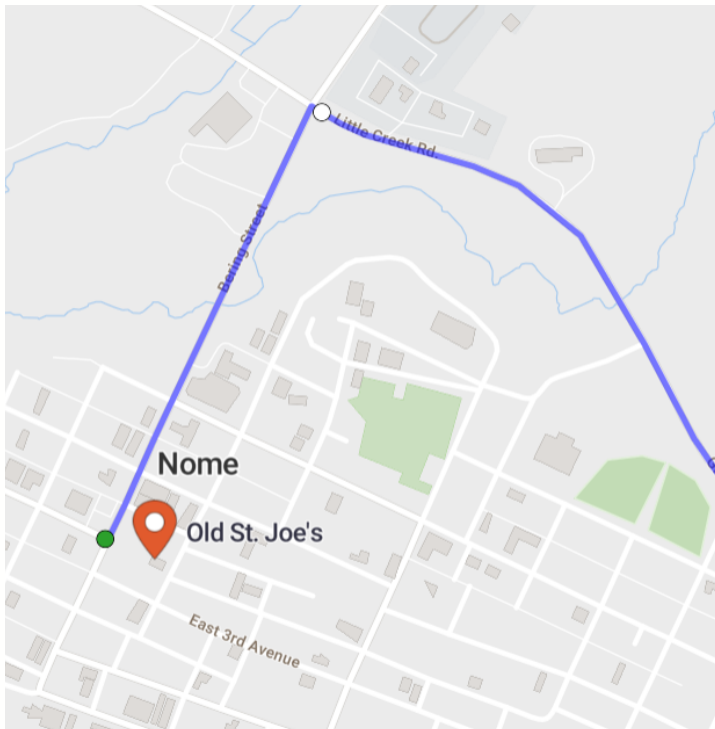 Little Creek Rd.
Bering Street
Nome
Old St. Joe's
East 3rd Avenue